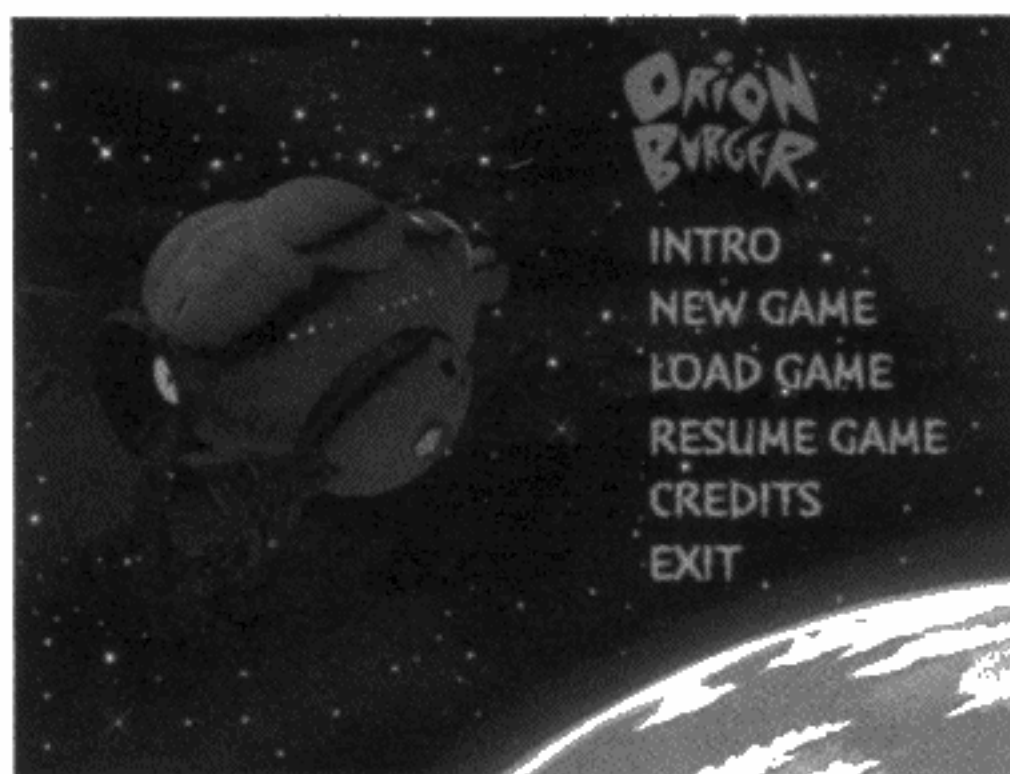 ORION
BURGER
INTRO
NEW GAME
LOAD GAME
RESUME GAME
CREDITS
EXIT